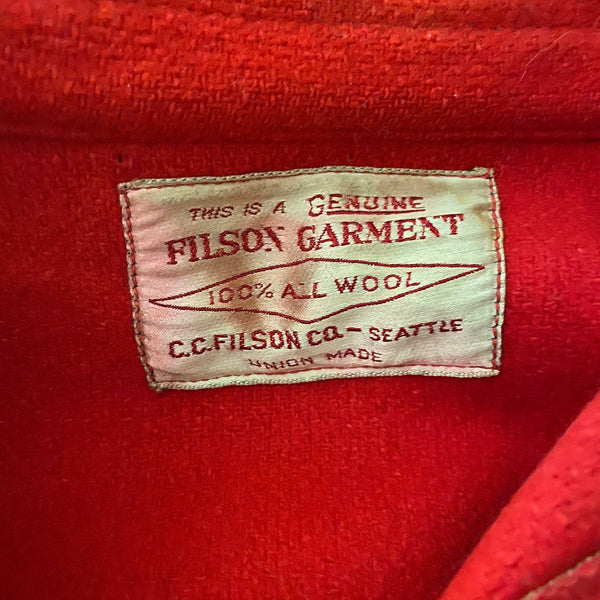 THIS IS A GENUINE
FILSON GARMENT
100% ALL WOOL
C.C. FILSON CO. - SEATTLE
UNION MADE